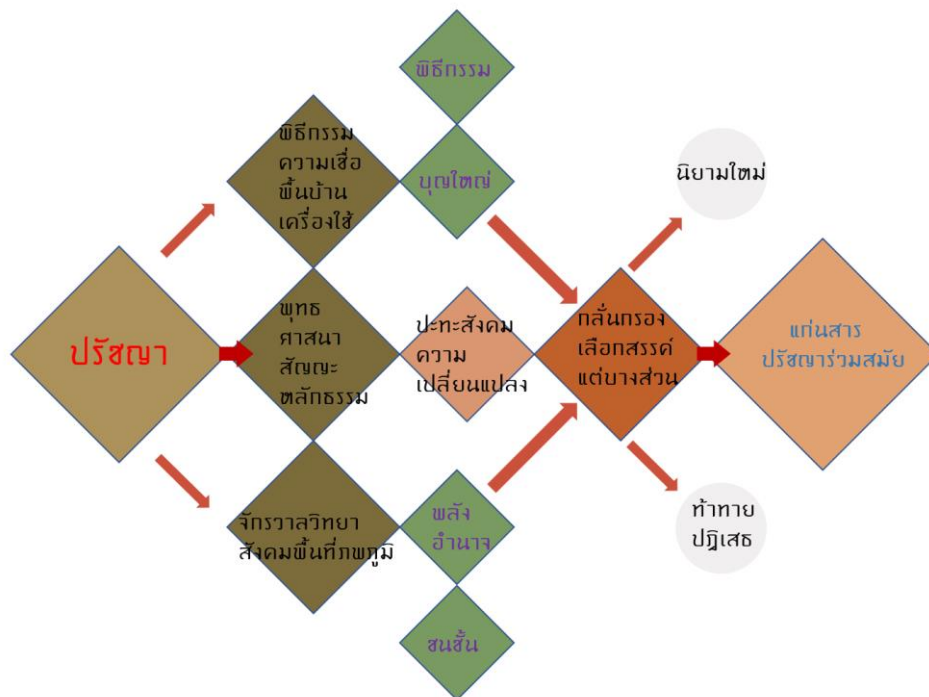 พิธีกรรม
พิธีกรรม
ความเชื่อ
พื้นบ้าน
เครื่องใช้
บุญใหญ่
นิยามใหม่
ปรัชญา
พุทธ
ศาสนา
สัญญะ
หลักธรรม
ปะทะสังคม
ความ
เปลี่ยนแปลง
กลั่นกรอง
เลือกสรรค์
แต่บางส่วน
แก่นสาร
ปรัชญาร่วมสมัย
จักรวาลวิทยา
สังคมพื้นที่ภพภูมิ
พลัง
อำนาจ
ท้าทาย
ปฏิเสธ
ชนชั้น